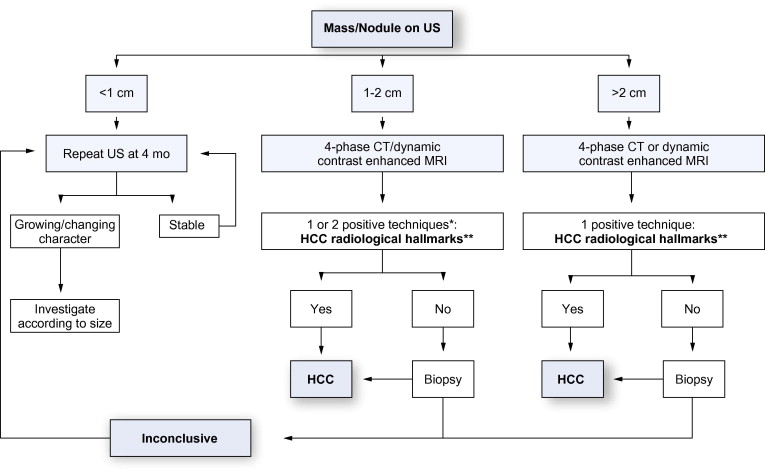 Mass/Nodule on US
<1 cm
1-2 cm
>2 cm
Repeat US at 4 mo
4-phase CT/dynamic
contrast enhanced MRI
4-phase CT or dynamic
contrast enhanced MRI
Growing/changing
character
Stable
1 or 2 positive techniques*:
HCC radiological hallmarks**
1 positive technique:
HCC radiological hallmarks**
Investigate
according to size
Yes
No
Yes
No
HCC
Biopsy
HCC
Biopsy
Inconclusive